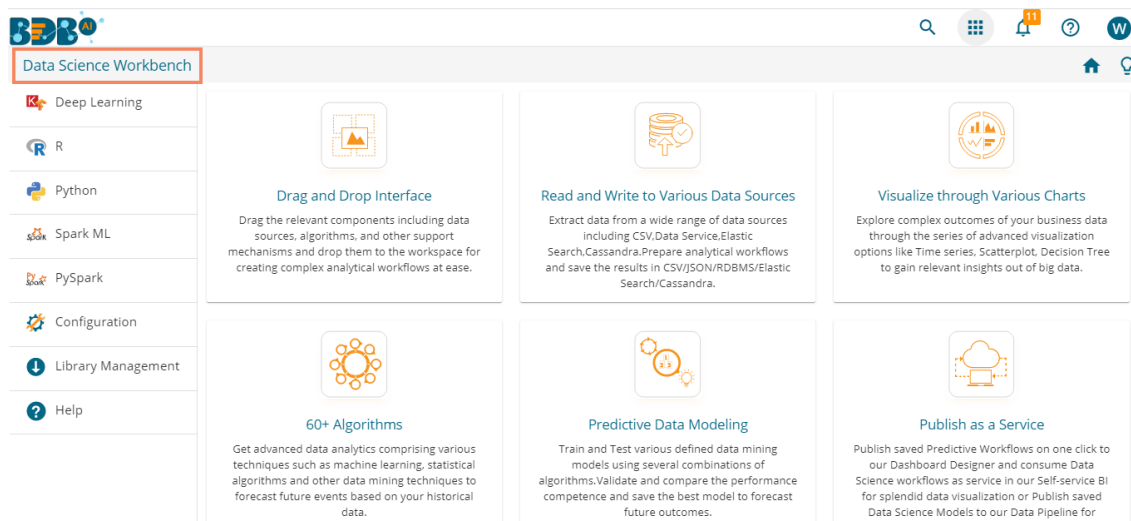 BDB AI
11
W
Data Science Workbench
Deep Learning
R
Python
Spark ML
PySpark
Configuration
Library Management
Help
Drag and Drop Interface
Drag the relevant components including data
sources, algorithms, and other support
mechanisms and drop them to the workspace for
creating complex analytical workflows at ease.
Read and Write to Various Data Sources
Extract data from a wide range of data sources
including CSV,Data Service,Elastic
Search,Cassandra.Prepare analytical workflows
and save the results in CSV/JSON/RDBMS/Elastic
Search/Cassandra.
Visualize through Various Charts
Explore complex outcomes of your business data
through the series of advanced visualization
options like Time series, Scatterplot, Decision Tree
to gain relevant insights out of big data.
60+ Algorithms
Get advanced data analytics comprising various
techniques such as machine learning, statistical
algorithms and other data mining techniques to
forecast future events based on your historical
data.
Predictive Data Modeling
Train and Test various defined data mining
models using several combinations of
algorithms.Validate and compare the performance
competence and save the best model to forecast
future outcomes.
Publish as a Service
Publish saved Predictive Workflows on one click to
our Dashboard Designer and consume Data
Science workflows as service in our Self-service BI
for splendid data visualization or Publish saved
Data Science Models to our Data Pipeline for